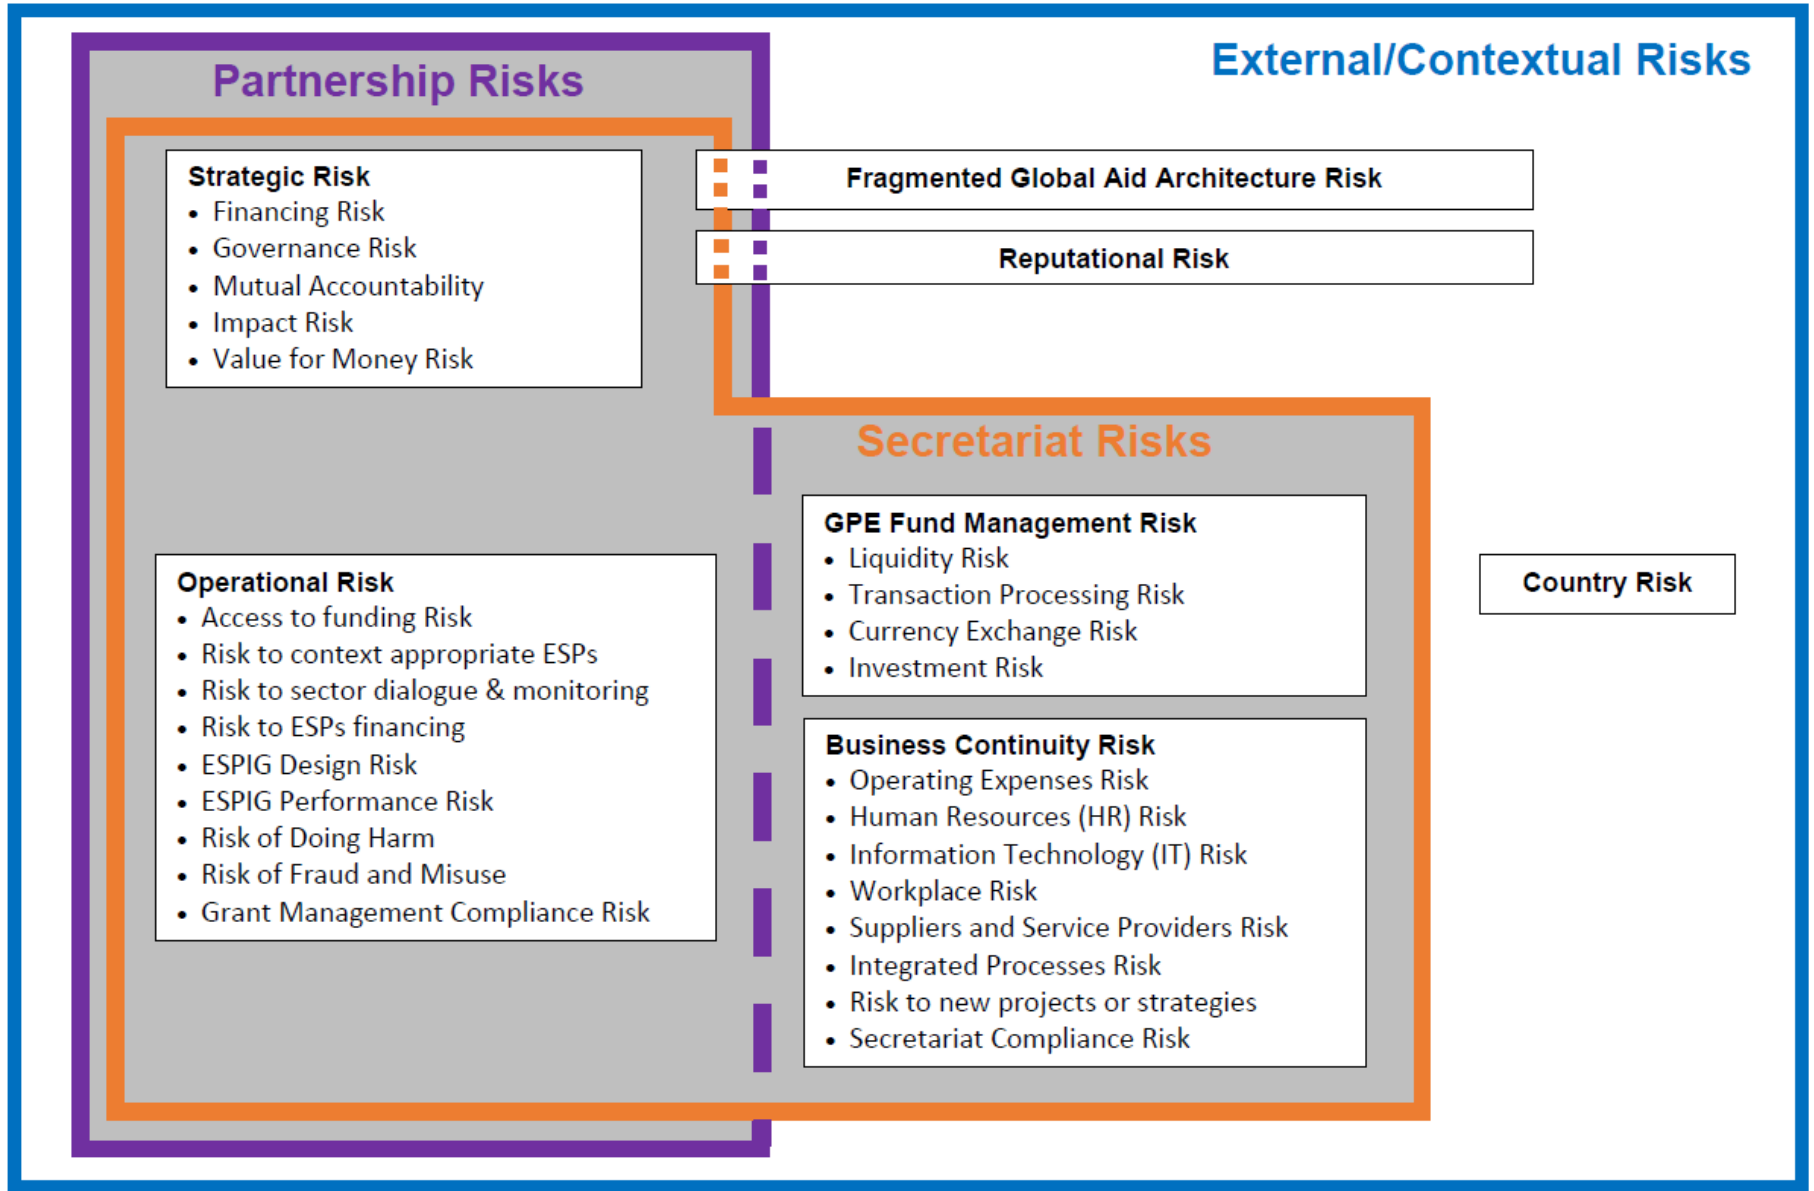 Partnership Risks
External/Contextual Risks
Strategic Risk
• Financing Risk
• Governance Risk
• Mutual Accountability
• Impact Risk
• Value for Money Risk
Fragmented Global Aid Architecture Risk
Reputational Risk
Secretariat Risks
Operational Risk
• Access to funding Risk
• Risk to context appropriate ESPs
• Risk to sector dialogue & monitoring
• Risk to ESPs financing
• ESPIG Design Risk
• ESPIG Performance Risk
• Risk of Doing Harm
• Risk of Fraud and Misuse
• Grant Management Compliance Risk
GPE Fund Management Risk
• Liquidity Risk
• Transaction Processing Risk
• Currency Exchange Risk
• Investment Risk
Business Continuity Risk
• Operating Expenses Risk
• Human Resources (HR) Risk
• Information Technology (IT) Risk
• Workplace Risk
• Suppliers and Service Providers Risk
• Integrated Processes Risk
• Risk to new projects or strategies
• Secretariat Compliance Risk
Country Risk